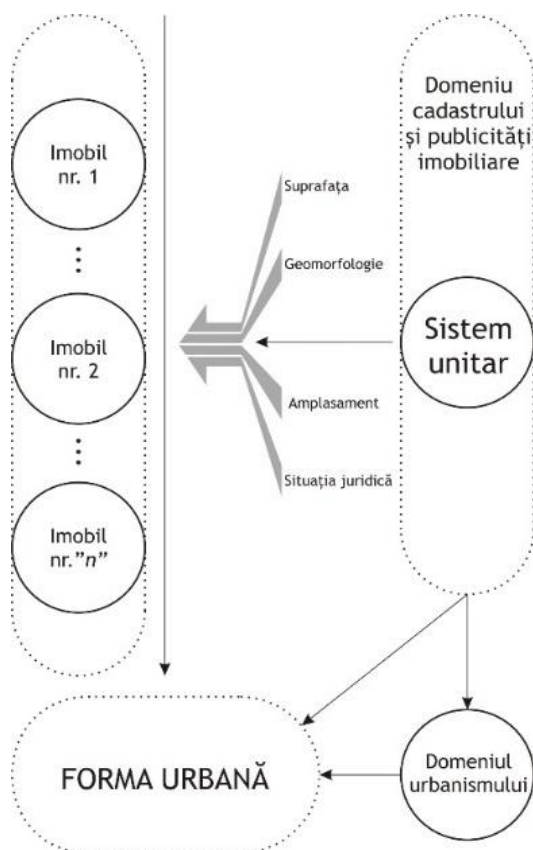 Imobil
nr. 1
Imobil
nr. 2
Imobil
nr.”n”
Suprafața
Geomorfologie
Amplasament
Situația juridică
Domeniu
cadastrului
și publicități
imobiliare
Sistem
unitar
FORMA URBANĂ
Domeniul
urbanismului